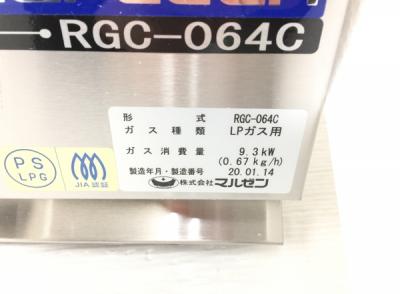 RGC-064C
形式 RGC-064C
ガス種類 LPガス用
ガス消費量 9.3kW
(0.67kg/h)
製造年月・製造番号 20.01.14
株式会社マルゼン
PS
LPG
JIA認証